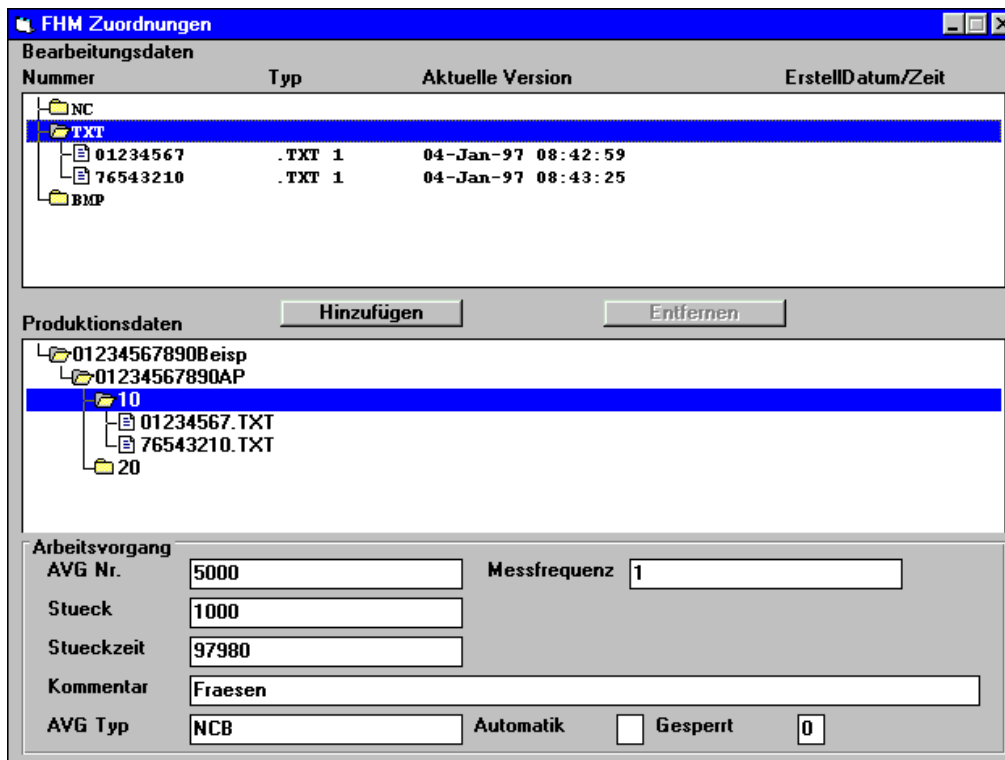 FHM Zuordnungen
Bearbeitungsdaten
Nummer Typ Aktuelle Version ErstellDatum/Zeit
NC
TXT
01234567 .TXT 1 04-Jan-97 08:42:59
76543210 .TXT 1 04-Jan-97 08:43:25
BMP
Hinzufügen Entfernen
Produktionsdaten
01234567890Beisp
01234567890AP
10
01234567.TXT
76543210.TXT
20
Arbeitsvorgang
AVG Nr. 5000 Messfrequenz 1
Stueck 1000
Stueckzeit 97980
Kommentar Fraesen
AVG Typ NCB Automatik Gesperrt 0